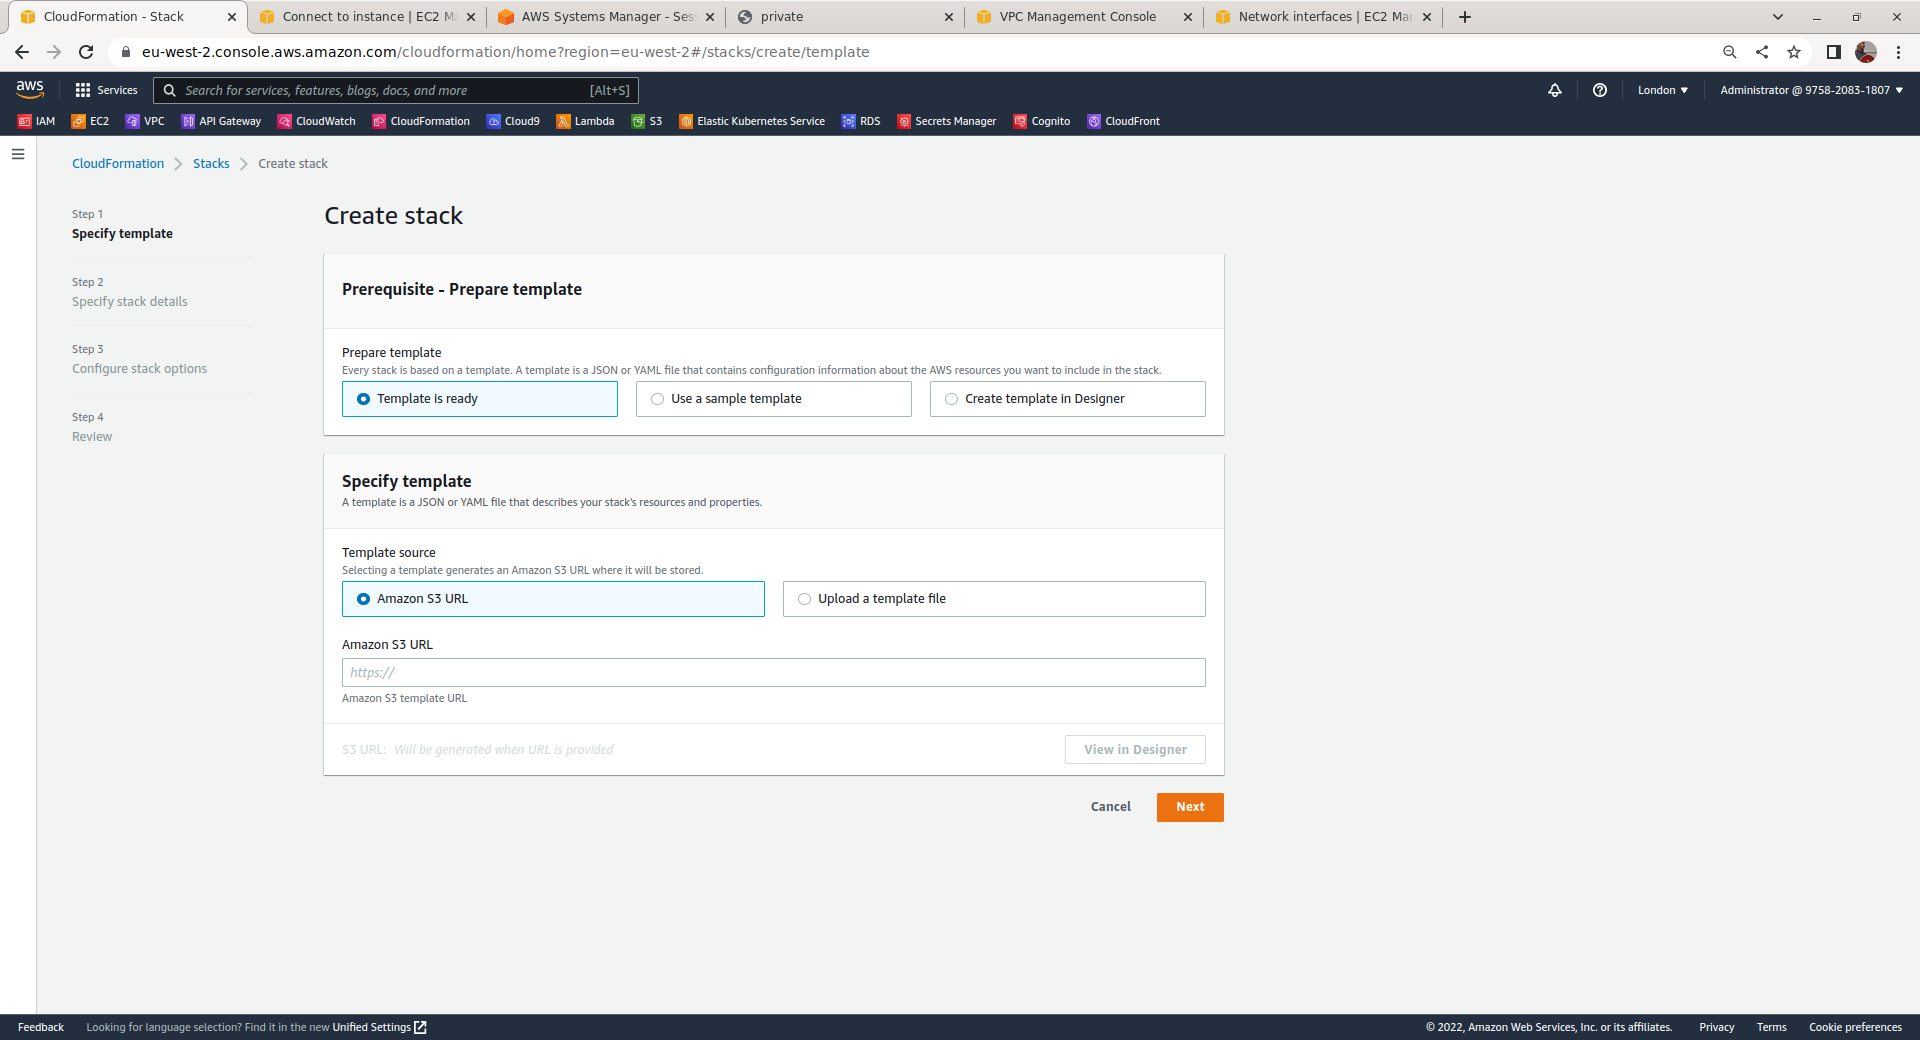 CloudFormation - Stack
Connect to instance | EC2 Ma
AWS Systems Manager - Ses
private
VPC Management Console
Network interfaces | EC2 Mar
eu-west-2.console.aws.amazon.com/cloudformation/home?region=eu-west-2#/stacks/create/template
aws
Services
Search for services, features, blogs, docs, and more
[Alt+S]
London
Administrator @ 9758-2083-1807
IAM
EC2
VPC
API Gateway
CloudWatch
CloudFormation
Cloud9
Lambda
S3
Elastic Kubernetes Service
RDS
Secrets Manager
Cognito
CloudFront
CloudFormation
Stacks
Create stack
Step 1
Specify template
Step 2
Specify stack details
Step 3
Configure stack options
Step 4
Review
Create stack
Prerequisite - Prepare template
Prepare template
Every stack is based on a template. A template is a JSON or YAML file that contains configuration information about the AWS resources you want to include in the stack.
Template is ready
Use a sample template
Create template in Designer
Specify template
A template is a JSON or YAML file that describes your stack's resources and properties.
Template source
Selecting a template generates an Amazon S3 URL where it will be stored.
Amazon S3 URL
Upload a template file
Amazon S3 URL
https://
Amazon S3 template URL
S3 URL: Will be generated when URL is provided
View in Designer
Cancel
Next
Feedback
Looking for language selection? Find it in the new Unified Settings
© 2022, Amazon Web Services, Inc. or its affiliates.
Privacy
Terms
Cookie preferences